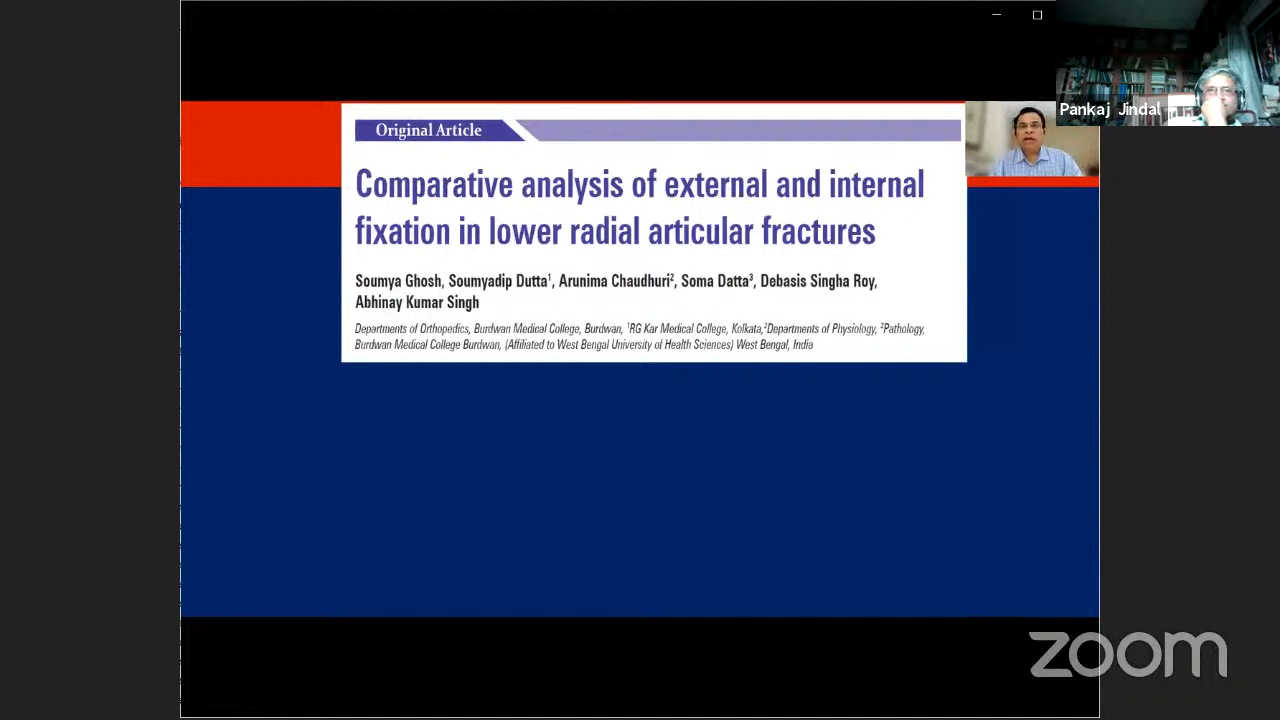 Pankaj Jindal
Original Article
Comparative analysis of external and internal
fixation in lower radial articular fractures
Soumya Ghosh, Soumyadip Dutta¹, Arunima Chaudhuri², Soma Datta³, Debasis Singha Roy,
Abhinay Kumar Singh
Departments of Orthopedics, Burdwan Medical College, Burdwan, ¹RG Kar Medical College, Kolkata,²Departments of Physiology, ³Pathology,
Burdwan Medical College Burdwan, (Affiliated to West Bengal University of Health Sciences) West Bengal, India
zoom